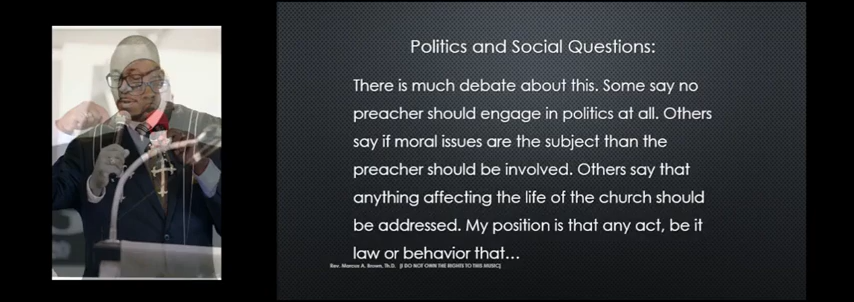 Politics and Social Questions:
There is much debate about this. Some say no
preacher should engage in politics at all. Others
say if moral issues are the subject than the
preacher should be involved. Others say that
anything affecting the life of the church should
be addressed. My position is that any act, be it
law or behavior that…
Rev. Marcus A. Brown, Th.D. [I DO NOT OWN THE RIGHTS TO THIS MUSIC]